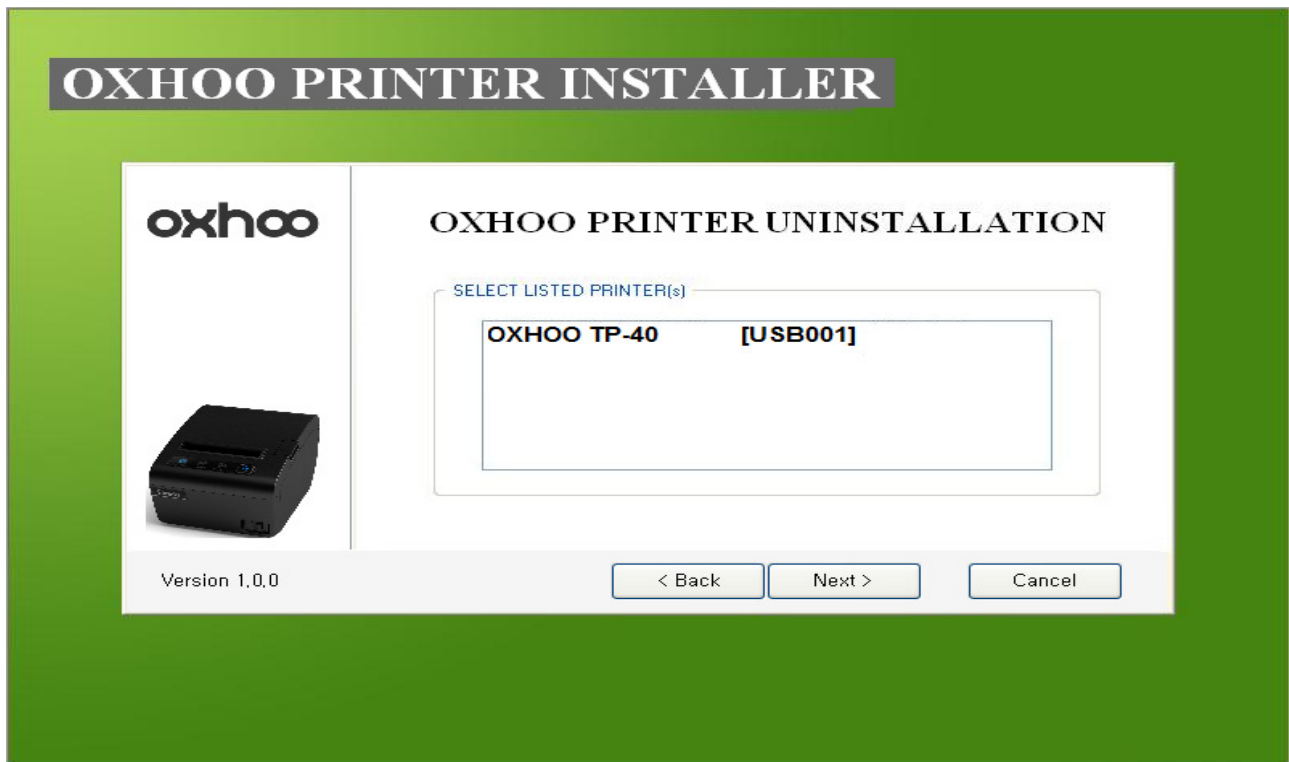 OXHOO PRINTER INSTALLER
oxhoo
OXHOO PRINTER UNINSTALLATION
SELECT LISTED PRINTER(s)
OXHOO TP-40 [USB001]
Version 1,0,0
< Back
Next >
Cancel